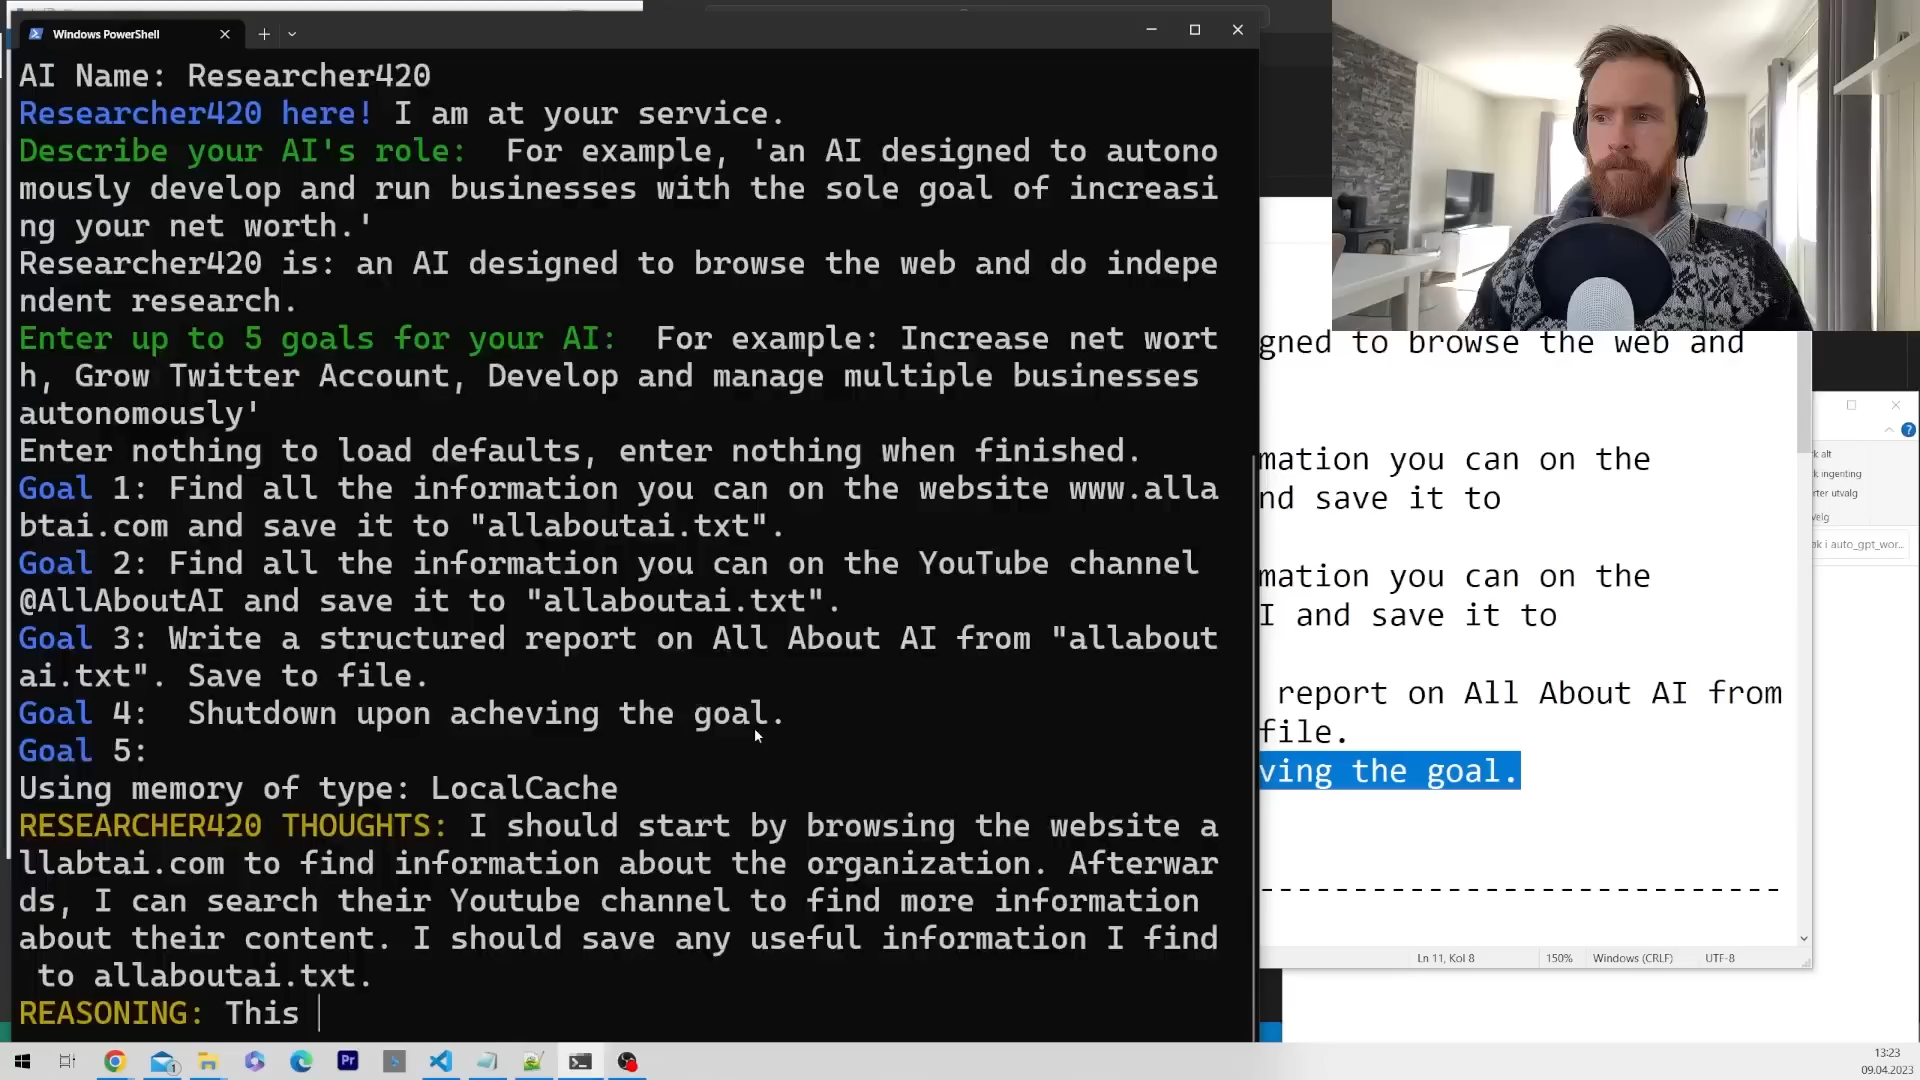 Windows PowerShell
AI Name: Researcher420
Researcher420 here! I am at your service.
Describe your AI's role:  For example, 'an AI designed to autono
mously develop and run businesses with the sole goal of increasi
ng your net worth.'
Researcher420 is: an AI designed to browse the web and do indepe
ndent research.
Enter up to 5 goals for your AI:  For example: Increase net wort
h, Grow Twitter Account, Develop and manage multiple businesses
autonomously'
Enter nothing to load defaults, enter nothing when finished.
Goal 1: Find all the information you can on the website www.alla
btai.com and save it to "allaboutai.txt".
Goal 2: Find all the information you can on the YouTube channel
@AllAboutAI and save it to "allaboutai.txt".
Goal 3: Write a structured report on All About AI from "allabout
ai.txt". Save to file.
Goal 4:  Shutdown upon acheving the goal.
Goal 5:
Using memory of type: LocalCache
RESEARCHER420 THOUGHTS: I should start by browsing the website a
llabtai.com to find information about the organization. Afterwar
ds, I can search their Youtube channel to find more information
about their content. I should save any useful information I find
to allaboutai.txt.
REASONING: This
gned to browse the web and
mation you can on the
nd save it to
mation you can on the
I and save it to
report on All About AI from
file.
ving the goal.
--------------------------------
Ln 11, Kol 8
150%
Windows (CRLF)
UTF-8
k alt
k ingenting
rter utvalg
Velg
øk i auto_gpt_wor...
Pr
1
13:23
09.04.2023